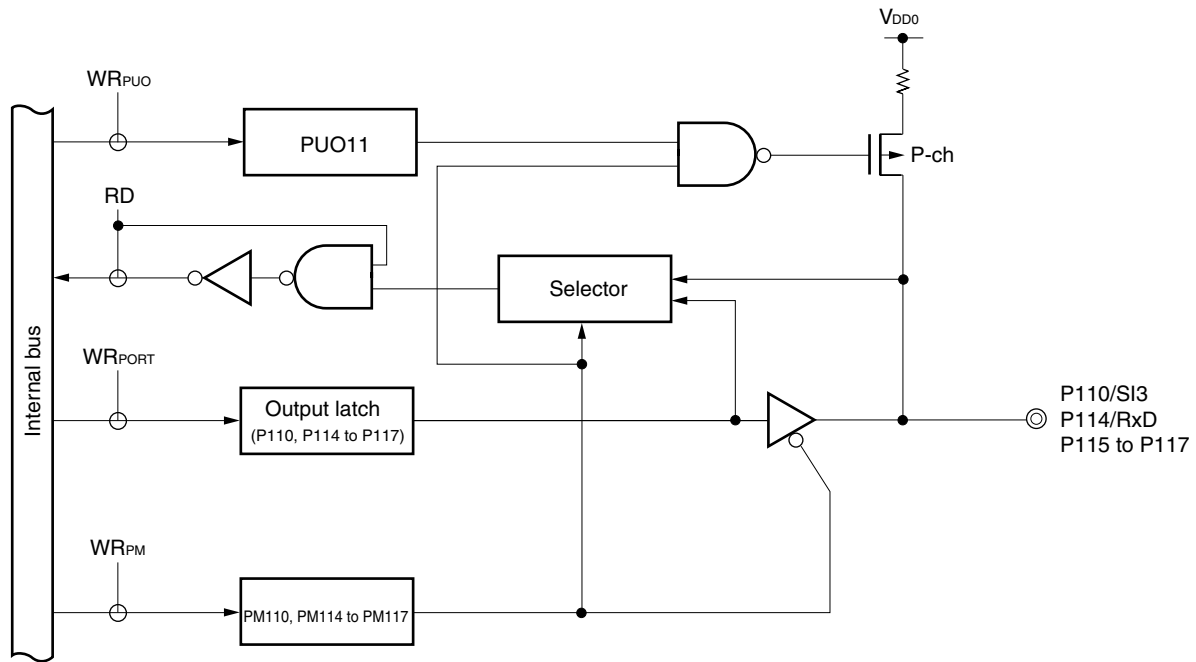 VDD0
WRPUO
PUO11
P-ch
RD
Selector
Internal bus
WRPORT
Output latch
(P110, P114 to P117)
P110/SI3
P114/RxD
P115 to P117
WRPM
PM110, PM114 to PM117